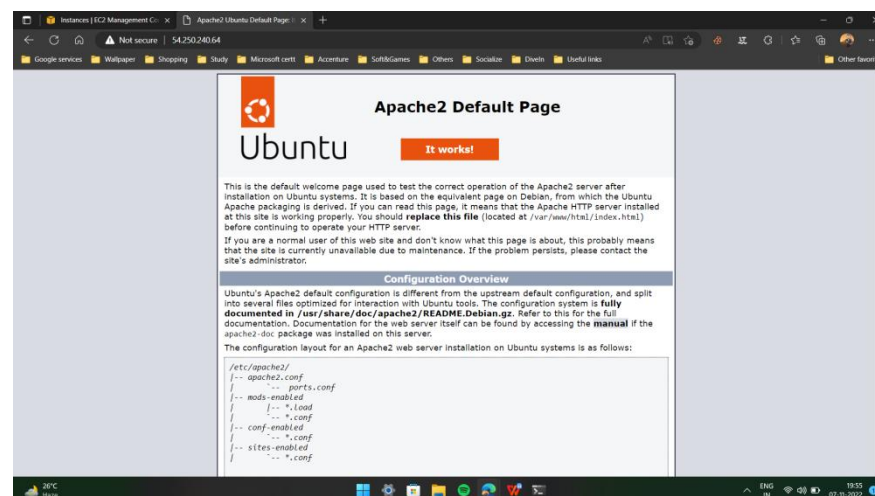 Instances | EC2 Management Co
Apache2 Ubuntu Default Page: I
Not secure | 54.250.240.64
Google services Wallpaper Shopping Study Microsoft certt Accenture Soft&Games Others Socialize DiveIn Useful links Other favori
Apache2 Default Page
Ubuntu
It works!
This is the default welcome page used to test the correct operation of the Apache2 server after
installation on Ubuntu systems. It is based on the equivalent page on Debian, from which the Ubuntu
Apache packaging is derived. If you can read this page, it means that the Apache HTTP server installed
at this site is working properly. You should replace this file (located at /var/www/html/index.html)
before continuing to operate your HTTP server.
If you are a normal user of this web site and don't know what this page is about, this probably means
that the site is currently unavailable due to maintenance. If the problem persists, please contact the
site's administrator.
Configuration Overview
Ubuntu's Apache2 default configuration is different from the upstream default configuration, and split
into several files optimized for interaction with Ubuntu tools. The configuration system is fully
documented in /usr/share/doc/apache2/README.Debian.gz. Refer to this for the full
documentation. Documentation for the web server itself can be found by accessing the manual if the
apache2-doc package was installed on this server.
The configuration layout for an Apache2 web server installation on Ubuntu systems is as follows:
/etc/apache2/
|-- apache2.conf
|       `-- ports.conf
|-- mods-enabled
|       |-- *.load
|       `-- *.conf
|-- conf-enabled
|       `-- *.conf
|-- sites-enabled
|       `-- *.conf
26°C
Haze
ENG
IN
19:55
07-11-2022